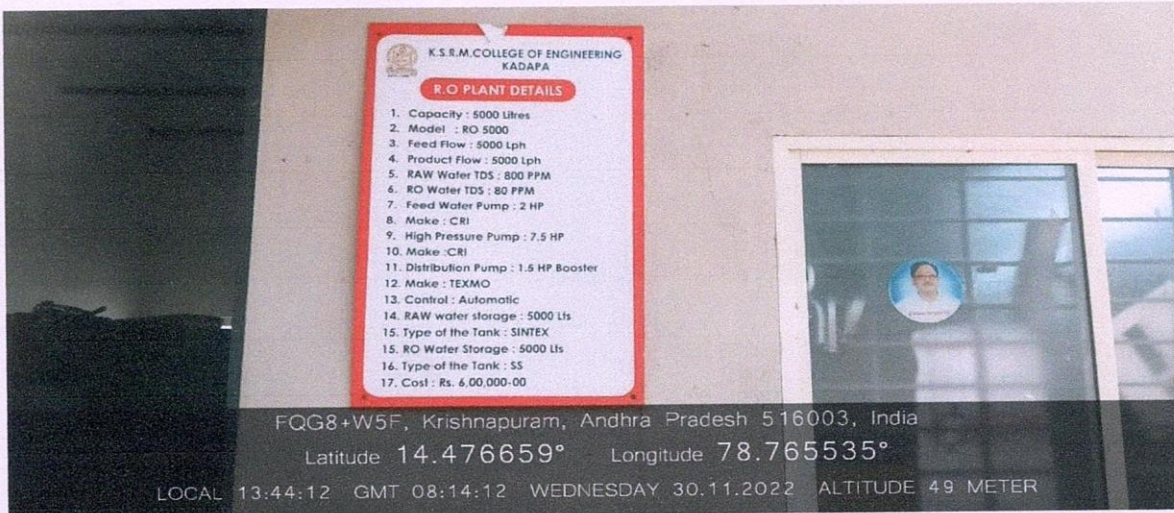 K.S.R.M.COLLEGE OF ENGINEERING
KADAPA
R.O PLANT DETAILS
1. Capacity : 5000 Litres
2. Model : RO 5000
3. Feed Flow : 5000 Lph
4. Product Flow : 5000 Lph
5. RAW Water TDS : 800 PPM
6. RO Water TDS : 80 PPM
7. Feed Water Pump : 2 HP
8. Make : CRI
9. High Pressure Pump : 7.5 HP
10. Make :CRI
11. Distribution Pump : 1.5 HP Booster
12. Make : TEXMO
13. Control : Automatic
14. RAW water storage : 5000 Lts
15. Type of the Tank : SINTEX
15. RO Water Storage : 5000 Lts
16. Type of the Tank : SS
17. Cost : Rs. 6,00,000-00
FQG8+W5F, Krishnapuram, Andhra Pradesh 516003, India
Latitude 14.476659° Longitude 78.765535°
LOCAL 13:44:12 GMT 08:14:12 WEDNESDAY 30.11.2022 ALTITUDE 49 METER